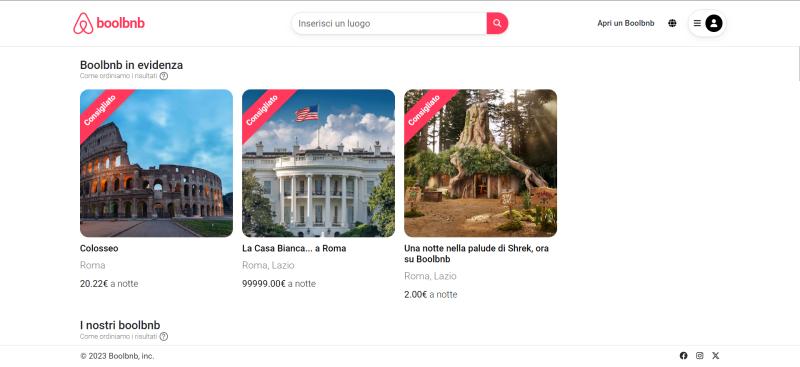 boolbnb
Inserisci un luogo
Apri un Boolbnb
Boolbnb in evidenza
Come ordiniamo i risultati ?
Consigliato
Consigliato
Consigliato
Colosseo
Roma
20.22€ a notte
La Casa Bianca... a Roma
Roma, Lazio
99999.00€ a notte
Una notte nella palude di Shrek, ora
su Boolbnb
Roma, Lazio
2.00€ a notte
I nostri boolbnb
Come ordiniamo i risultati ?
© 2023 Boolbnb, inc.